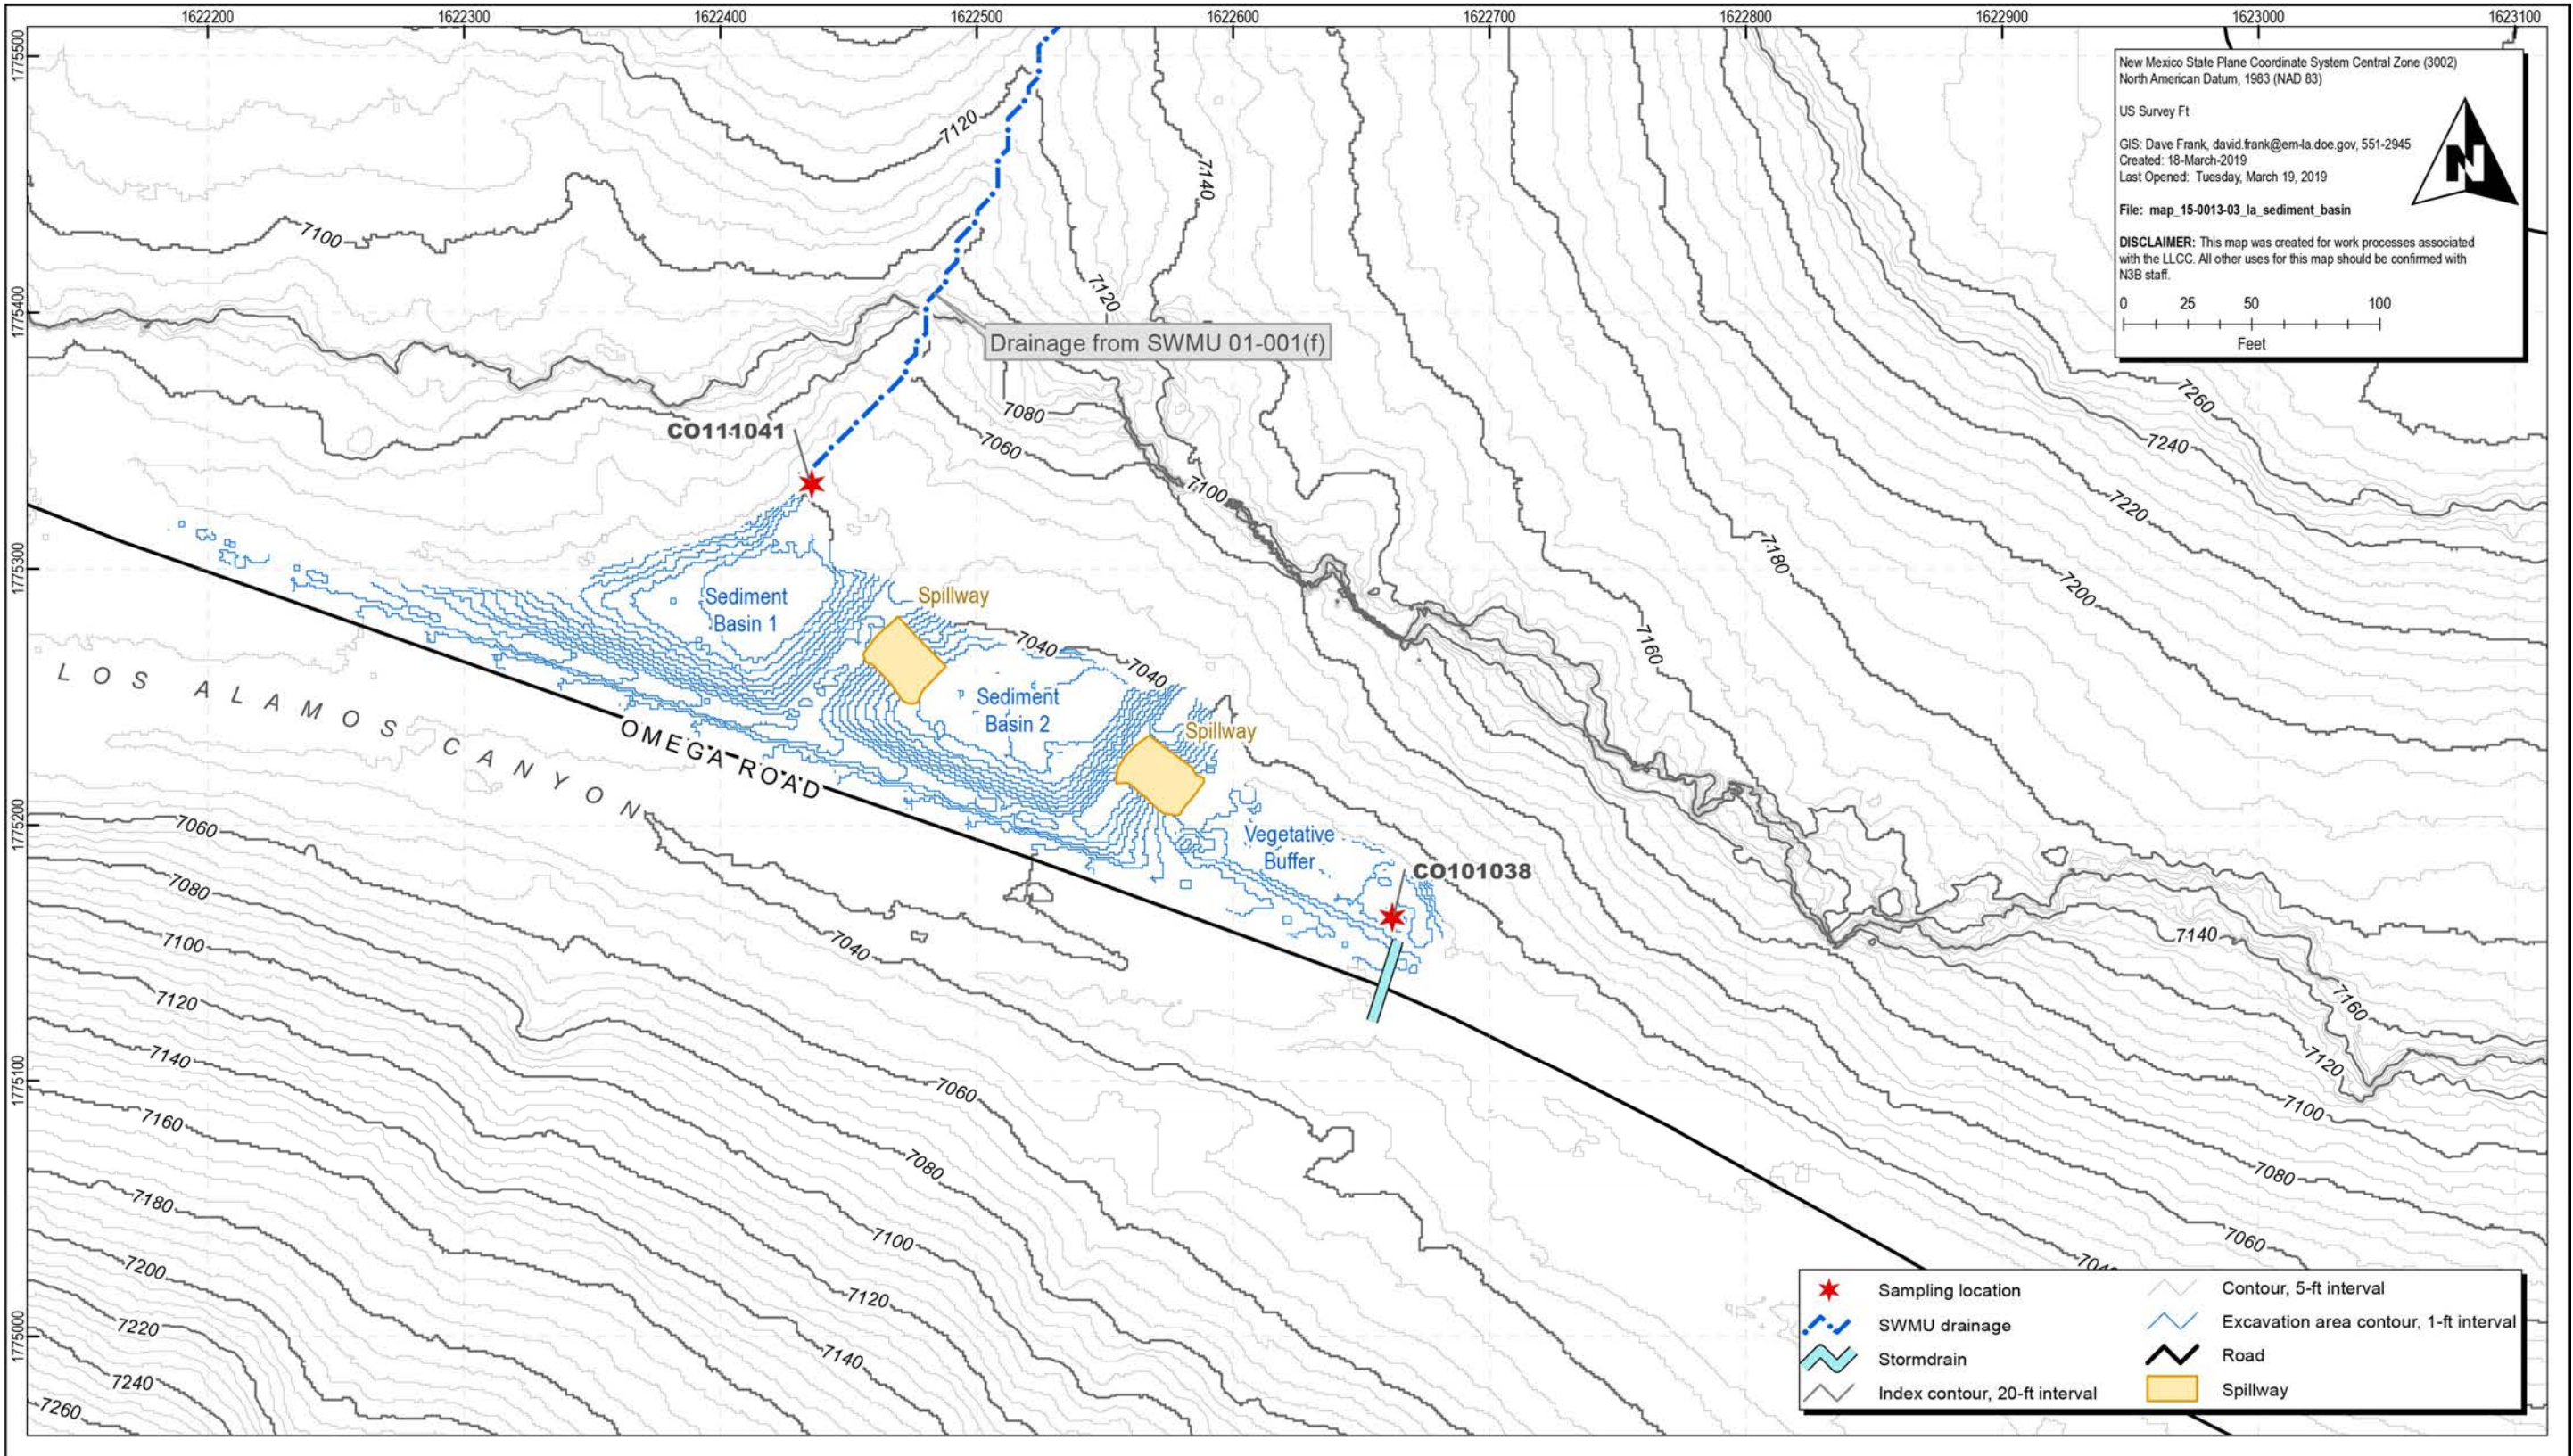 1622200 1622300 1622400 1622500 1622600 1622700 1622800 1622900 1623000 1623100
1775500
1775400
1775300
1775200
1775100
1775000
New Mexico State Plane Coordinate System Central Zone (3002)
North American Datum, 1983 (NAD 83)
US Survey Ft
GIS: Dave Frank, david.frank@em-la.doe.gov, 551-2945
Created: 18-March-2019
Last Opened: Tuesday, March 19, 2019
File: map_15-0013-03_la_sediment_basin
DISCLAIMER: This map was created for work processes associated
with the LLCC. All other uses for this map should be confirmed with
N3B staff.
0 25 50 100
Feet
N
7120
7140
7100
7120
Drainage from SWMU 01-001(f)
7260
7080
CO111041
7240
7060
7100
7220
7180
7200
Sediment
Basin 1
Spillway
7040
7160
7040
LOS ALAMOS CANYON
Sediment
Basin 2
Spillway
OMEGA ROAD
7060
Vegetative
Buffer
CO101038
7080
7100
7040
7140
7120
7160
7140
7120
7060
7100
7160
7080
7080
7180
7100
7060
7200
7040
7120
7220
7140
7240
7260
Sampling location
SWMU drainage
Stormdrain
Index contour, 20-ft interval
Contour, 5-ft interval
Excavation area contour, 1-ft interval
Road
Spillway